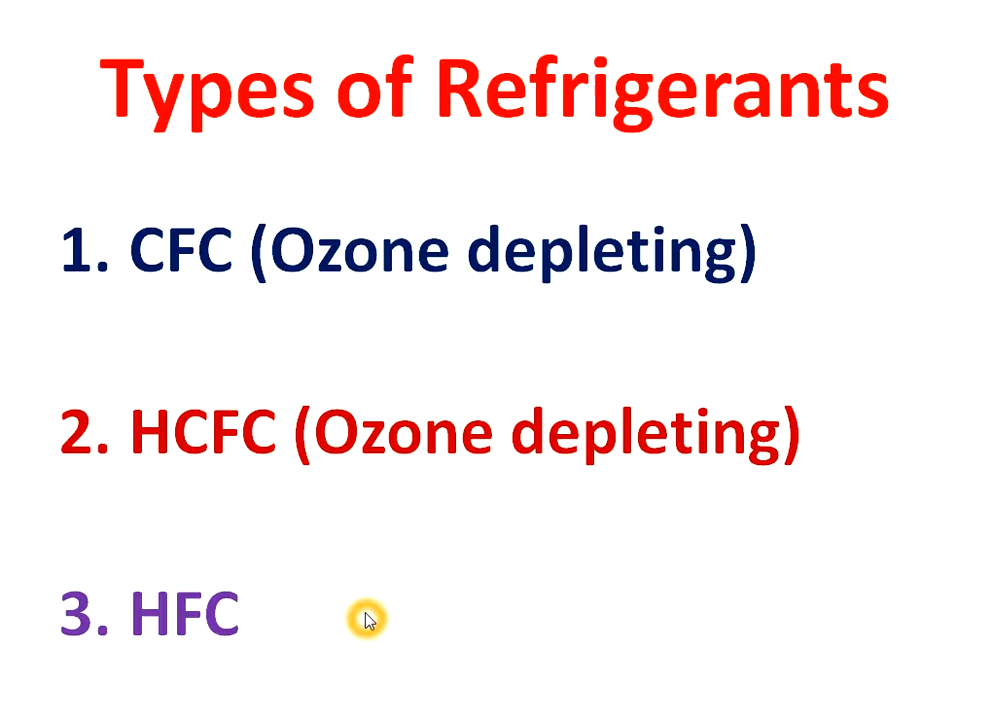 Types of Refrigerants
1. CFC (Ozone depleting)
2. HCFC (Ozone depleting)
3. HFC